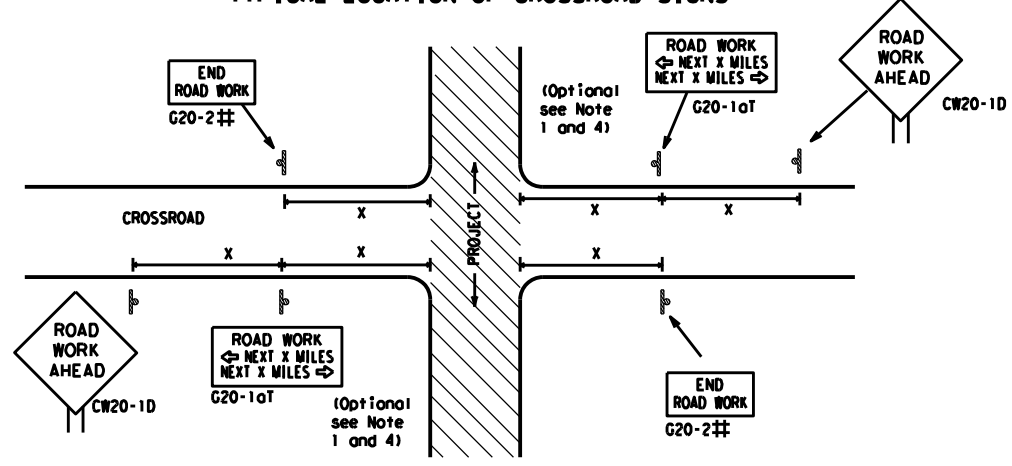 TYPICAL LOCATION OF CROSSROAD SIGNS
ROAD
WORK
AHEAD
CW20-1D
ROAD WORK
⇦ NEXT X MILES
NEXT X MILES ⇨
G20-1aT
(Optional
see Note
1 and 4)
END
ROAD WORK
G20-2#
X
X
X
CROSSROAD
PROJECT
X
X
X
ROAD
WORK
AHEAD
CW20-1D
ROAD WORK
⇦ NEXT X MILES
NEXT X MILES ⇨
G20-1aT
(Optional
see Note
1 and 4)
END
ROAD WORK
G20-2#